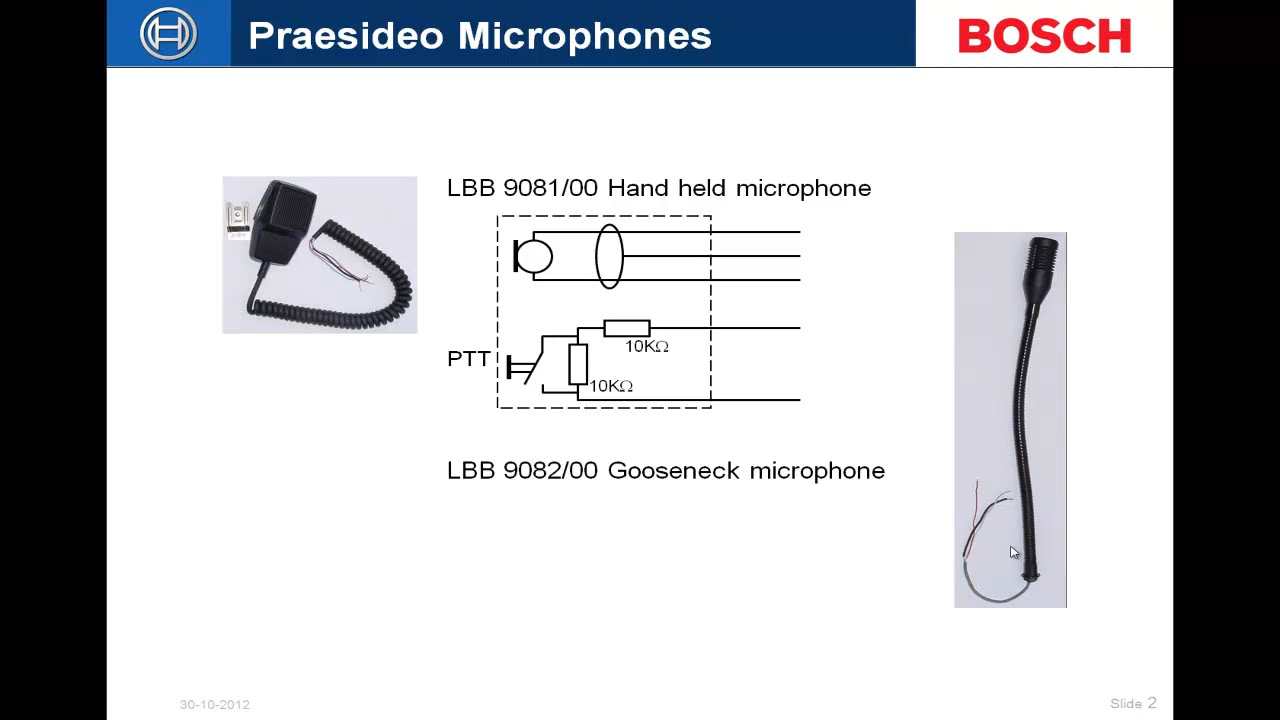 Praesideo Microphones
BOSCH
LBB 9081/00 Hand held microphone
10KΩ
PTT
10KΩ
LBB 9082/00 Gooseneck microphone
30-10-2012
Slide 2